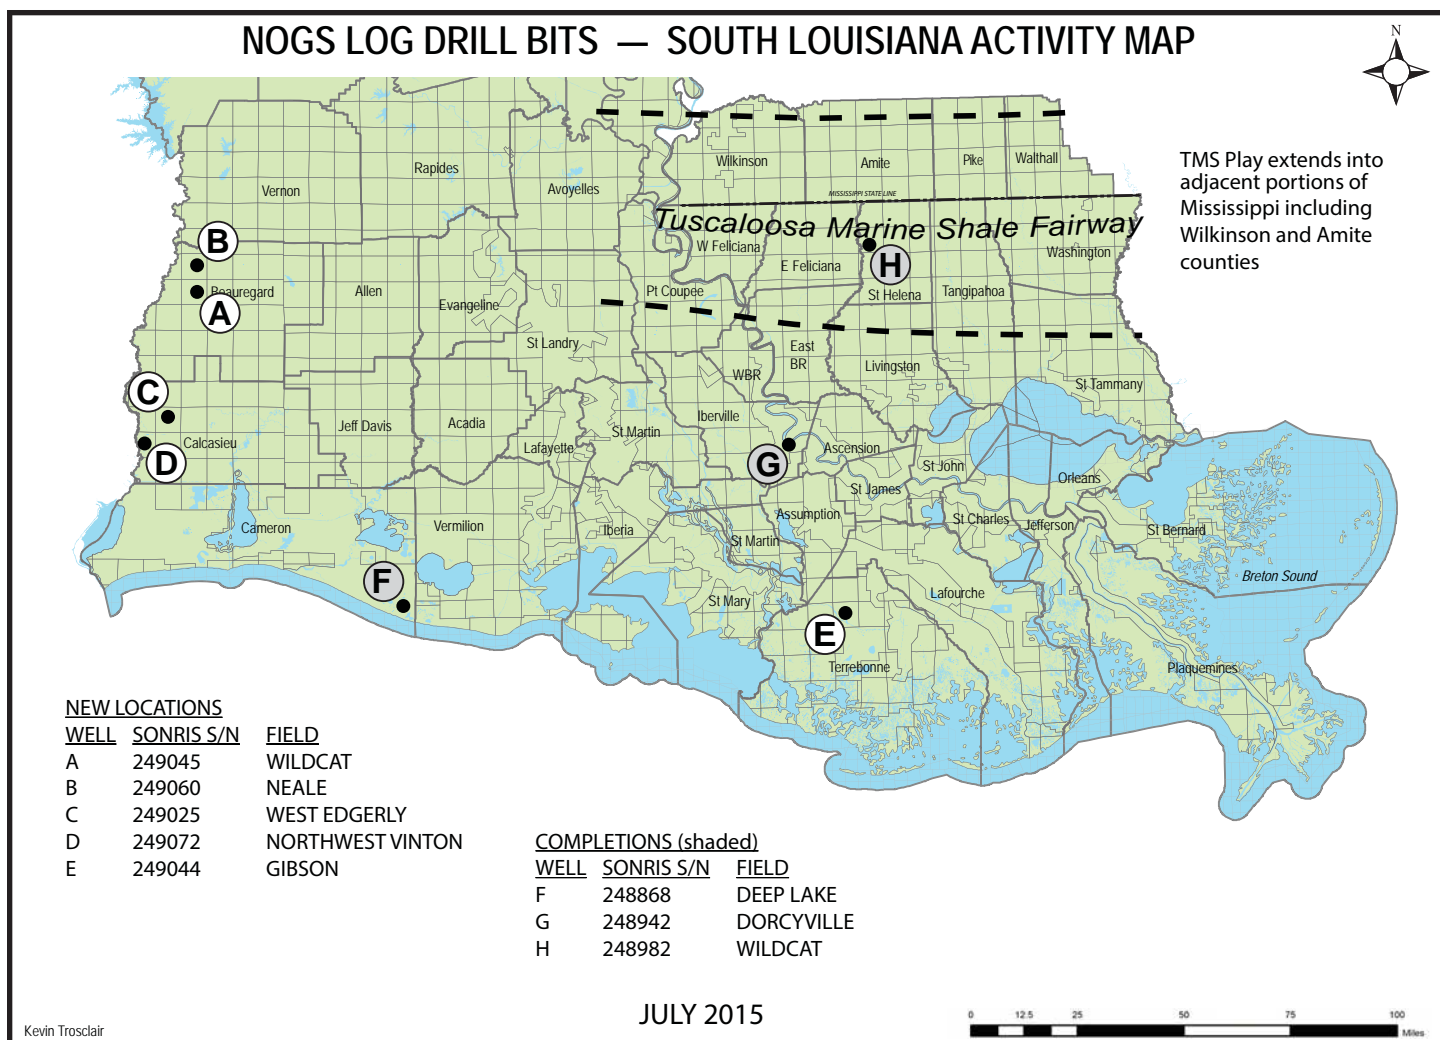 NOGS LOG DRILL BITS — SOUTH LOUISIANA ACTIVITY MAP
N
TMS Play extends into
adjacent portions of
Mississippi including
Wilkinson and Amite
counties
Wilkinson
Amite
Pike
Walthall
Rapides
Vernon
Avoyelles
MISSISSIPPI STATE LINE
Tuscaloosa Marine Shale Fairway
B
W Feliciana
E Feliciana
H
Washington
Beauregard
Allen
Evangeline
Pt Coupee
St Helena
Tangipahoa
A
St Landry
East
BR
WBR
Livingston
St Tammany
C
Calcasieu
Jeff Davis
Acadia
Lafayette
St Martin
Iberville
D
G
Ascension
St John
St James
Orleans
Cameron
Vermilion
Iberia
Assumption
St Martin
St Charles
Jefferson
St Bernard
Breton Sound
F
St Mary
Lafourche
E
Terrebonne
Plaquemines
NEW LOCATIONS
WELL SONRIS S/N FIELD
A 249045 WILDCAT
B 249060 NEALE
C 249025 WEST EDGERLY
D 249072 NORTHWEST VINTON
E 249044 GIBSON
COMPLETIONS (shaded)
WELL SONRIS S/N FIELD
F 248868 DEEP LAKE
G 248942 DORCYVILLE
H 248982 WILDCAT
JULY 2015
Kevin Trosclair
0 12.5 25 50 75 100
Miles